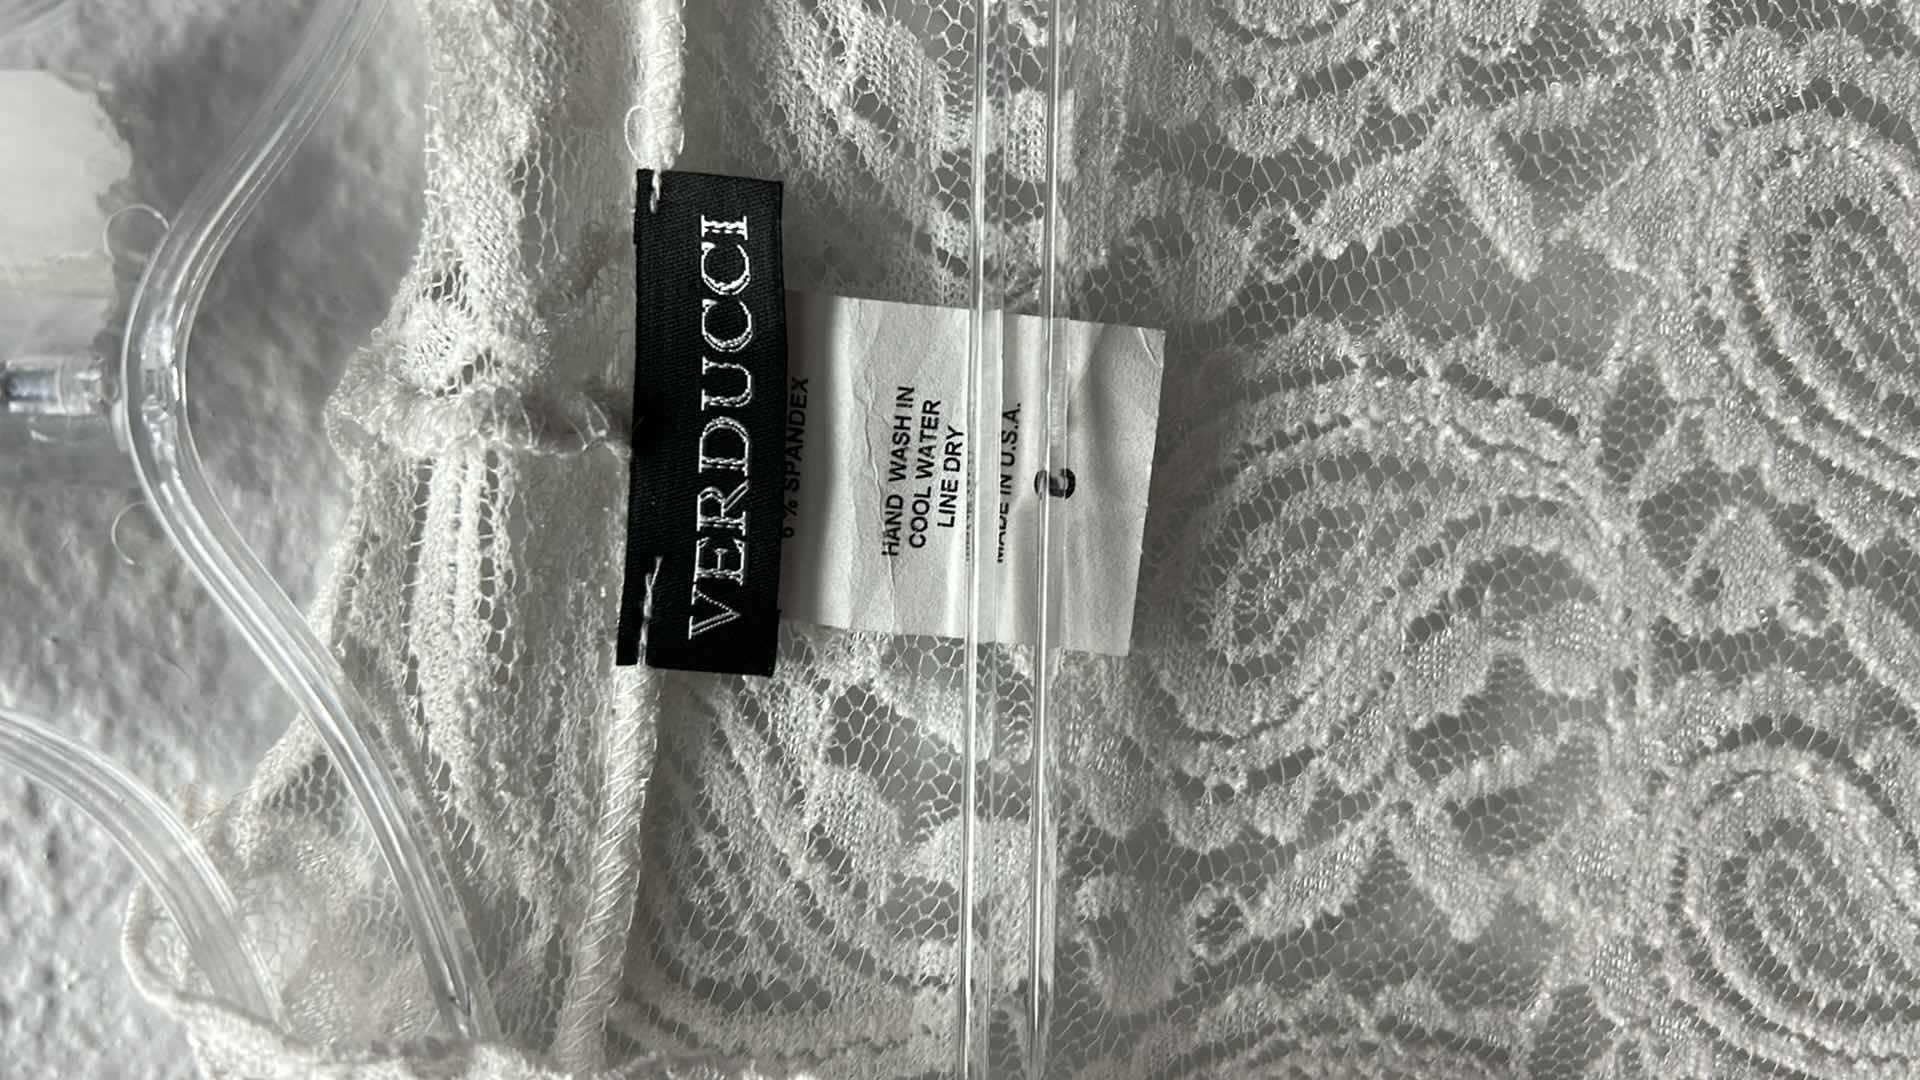 VERDUCCI
% SPANDEX
HAND WASH IN
COOL WATER
LINE DRY
MADE IN U.S.A.